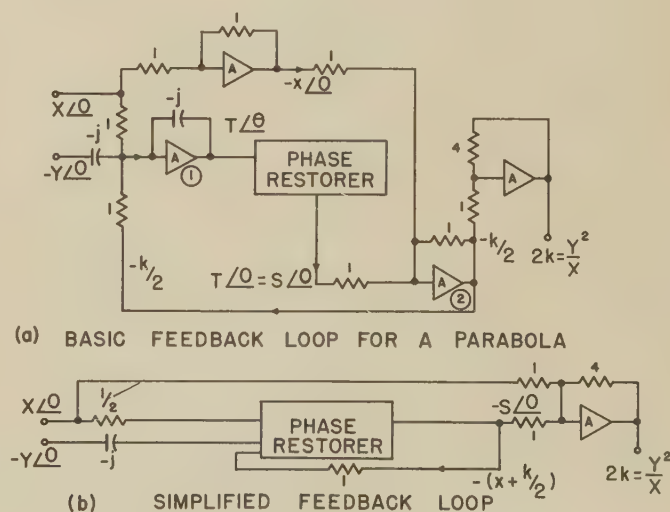 1
1
A
1
-X∠0
X∠0
1
-j
-j
T∠θ
-Y∠0
A
①
PHASE
RESTORER
4
A
1
1
-k/2
1
-k/2
T∠0 = S∠0
1
A
②
2k = Y²/X
(a) BASIC FEEDBACK LOOP FOR A PARABOLA
1/2
1
4
X∠0
-S∠0
PHASE
RESTORER
A
-Y∠0
-j
1
1
-(x + k/2)
2k = Y²/X
(b) SIMPLIFIED FEEDBACK LOOP